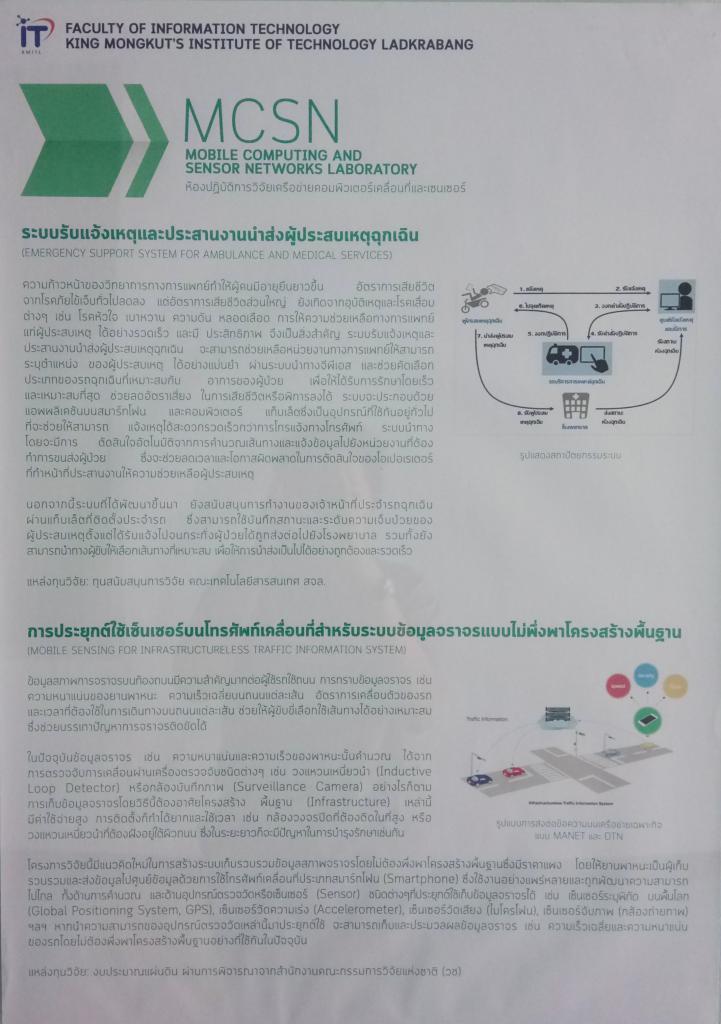 iT
KMITL
FACULTY OF INFORMATION TECHNOLOGY
KING MONGKUT'S INSTITUTE OF TECHNOLOGY LADKRABANG
MCSN
MOBILE COMPUTING AND
SENSOR NETWORKS LABORATORY
ห้องปฏิบัติการวิจัยเครือข่ายคอมพิวเตอร์เคลื่อนที่และเซนเซอร์
ระบบรับแจ้งเหตุและประสานงานนำส่งผู้ประสบเหตุฉุกเฉิน
(EMERGENCY SUPPORT SYSTEM FOR AMBULANCE AND MEDICAL SERVICES)
ความก้าวหน้าของวิทยาการทางการแพทย์ทำให้ผู้คนมีอายุยืนยาวขึ้น อัตราการเสียชีวิต
จากโรคภัยไข้เจ็บทั่วไปลดลง แต่อัตราการเสียชีวิตส่วนใหญ่ ยังเกิดจากอุบัติเหตุและโรคเสี่ยม
ต่างๆ เช่น โรคหัวใจ เบาหวาน ความดัน หลอดเลือด การให้ความช่วยเหลือทางการแพทย์
แก่ผู้ประสบเหตุ ได้อย่างรวดเร็ว และมี ประสิทธิภาพ จึงเป็นสิ่งสำคัญ ระบบรับแจ้งเหตุและ
ประสานงานนำส่งผู้ประสบเหตุฉุกเฉิน จะสามารถช่วยเหลือหน่วยงานทางการแพทย์ให้สามารถ
ระบุตำแหน่ง ของผู้ประสบเหตุ ได้อย่างแม่นยำ ผ่านระบบนำทางจีพีเอส และช่วยคัดเลือก
ประเภทของรถฉุกเฉินที่เหมาะสมกับ อาการของผู้ป่วย เพื่อให้ได้รับการรักษาโดยเร็ว
และเหมาะสมที่สุด ช่วยลดอัตราเสี่ยง ในการเสียชีวิตหรือพิการลงได้ ระบบจะประกอบด้วย
แอพพลิเคชันบนสมาร์ทโฟน และคอมพิวเตอร์ แท็บเล็ตซึ่งเป็นอุปกรณ์ที่ใช้กันอยู่ทั่วไป
ที่จะช่วยให้สามารถ แจ้งเหตุได้สะดวกรวดเร็วกว่าการโทรแจ้งทางโทรศัพท์ ระบบนำทาง
โดยจะมีการ ตัดสินใจอัตโนมัติจากการคำนวณเส้นทางและแจ้งข้อมูลไปยังหน่วยงานที่ต้อง
ทำการขนส่งผู้ป่วย ซึ่งจะช่วยลดเวลาและโอกาสผิดพลาดในการตัดสินใจของโอเปอเรเตอร์
ที่ทำหน้าที่ประสานงานให้ความช่วยเหลือผู้ประสบเหตุ
1. แจ้งเหตุ
2. รับแจ้งเหตุ
6. ไปจุดเกิดเหตุ
3. ส่งคำสั่งปฏิบัติการ
ผู้ประสบเหตุฉุกเฉิน
5. ออกปฏิบัติการ
4. รับคำสั่งปฏิบัติการ
7. นำส่งผู้ประสบ
เหตุฉุกเฉิน
รับสถานะ
ห้องฉุกเฉิน
รถบริการการแพทย์ฉุกเฉิน
8. รับผู้ประสบ
เหตุฉุกเฉิน
ส่งสถานะ
ห้องฉุกเฉิน
โรงพยาบาล
รูปแสดงสถาปัตยกรรมระบบ
นอกจากนี้ระบบที่ได้พัฒนาขึ้นมา ยังสนับสนุนการทำงานของเจ้าหน้าที่ประจำรถฉุกเฉิน
ผ่านแท็บเล็ตที่ติดตั้งประจำรถ ซึ่งสามารถใช้บันทึกสถานะและระดับความเจ็บป่วยของ
ผู้ประสบเหตุตั้งแต่ได้รับแจ้งไปจนกระทั่งผู้ป่วยได้ถูกส่งต่อไปยังโรงพยาบาล รวมทั้งยัง
สามารถนำทางผู้ขับขี่ให้เลือกเส้นทางที่เหมาะสม เพื่อให้การนำส่งเป็นไปได้อย่างถูกต้องและรวดเร็ว
แหล่งทุนวิจัย: ทุนสนับสนุนการวิจัย คณะเทคโนโลยีสารสนเทศ สจล.
การประยุกต์ใช้เซ็นเซอร์บนโทรศัพท์เคลื่อนที่สำหรับระบบข้อมูลจราจรแบบไม่พึ่งพาโครงสร้างพื้นฐาน
(MOBILE SENSING FOR INFRASTRUCTURELESS TRAFFIC INFORMATION SYSTEM)
ข้อมูลสภาพการจราจรบนท้องถนนมีความสำคัญมากต่อผู้ใช้รถใช้ถนน การทราบข้อมูลจราจร เช่น
ความหนาแน่นของยานพาหนะ ความเร็วเฉลี่ยบนถนนแต่ละเส้น อัตราการเคลื่อนตัวของรถ
และเวลาที่ต้องใช้ในการเดินทางบนถนนแต่ละเส้น ช่วยให้ผู้ขับขี่เลือกใช้เส้นทางได้อย่างเหมาะสม
ซึ่งช่วยบรรเทาปัญหาการจราจรติดขัดได้
ในปัจจุบันข้อมูลจราจร เช่น ความหนาแน่นและความเร็วของพาหนะนั้นคำนวณ ได้จาก
การตรวจจับการเคลื่อนผ่านเครื่องตรวจจับชนิดต่างๆ เช่น วงแหวนเหนี่ยวนำ (Inductive
Loop Detector) หรือกล้องบันทึกภาพ (Surveillance Camera) อย่างไรก็ตาม
การเก็บข้อมูลจราจรโดยวิธีนี้ต้องอาศัยโครงสร้าง พื้นฐาน (Infrastructure) เหล่านี้
มีค่าใช้จ่ายสูง การติดตั้งก็ทำได้ยากและใช้เวลา เช่น กล้องวงจรปิดที่ต้องติดในที่สูง หรือ
วงแหวนเหนี่ยวนำที่ต้องฝังอยู่ใต้ผิวถนน ซึ่งในระยะยาวก็จะมีปัญหาในการบำรุงรักษาเช่นกัน
Speed
Density
Traffic Information
Infrastructureless Traffic Information System
รูปแบบการส่งต่อข้อความบนเครือข่ายเฉพาะกิจ
แบบ MANET และ DTN
โครงการวิจัยนี้มีแนวคิดใหม่ในการสร้างระบบเก็บรวบรวมข้อมูลสภาพจราจรโดยไม่ต้องพึ่งพาโครงสร้างพื้นฐานซึ่งมีราคาแพง โดยให้ยานพาหนะเป็นผู้เก็บ
รวบรวมและส่งข้อมูลไปศูนย์ข้อมูลด้วยการใช้โทรศัพท์เคลื่อนที่ประเภทสมาร์โฟน (Smartphone) ซึ่งใช้งานอย่างแพร่หลายและถูกพัฒนาความสามารถ
ไปไกล ทั้งด้านการคำนวณ และด้านอุปกรณ์ตรวจวัดหรือเซ็นเซอร์ (Sensor) ชนิดต่างๆที่ประยุกต์ใช้เก็บข้อมูลจราจรได้ เช่น เซ็นเซอร์ระบุพิกัด บนพื้นโลก
(Global Positioning System, GPS), เซ็นเซอร์วัดความเร่ง (Accelerometer), เซ็นเซอร์วัดเสียง (ไมโครโฟน), เซ็นเซอร์จับภาพ (กล้องถ่ายภาพ)
ฯลฯ หากนำความสามารถของอุปกรณ์ตรวจวัดเหล่านี้มาประยุกต์ใช้ จะสามารถเก็บและประมวลผลข้อมูลจราจร เช่น ความเร็วเฉลี่ยและความหนาแน่น
ของรถโดยไม่ต้องพึ่งพาโครงสร้างพื้นฐานอย่างที่ใช้กันในปัจจุบัน
แหล่งทุนวิจัย: งบประมาณแผ่นดิน ผ่านการพิจารณาจากสำนักงานคณะกรรมการวิจัยแห่งชาติ (วช)